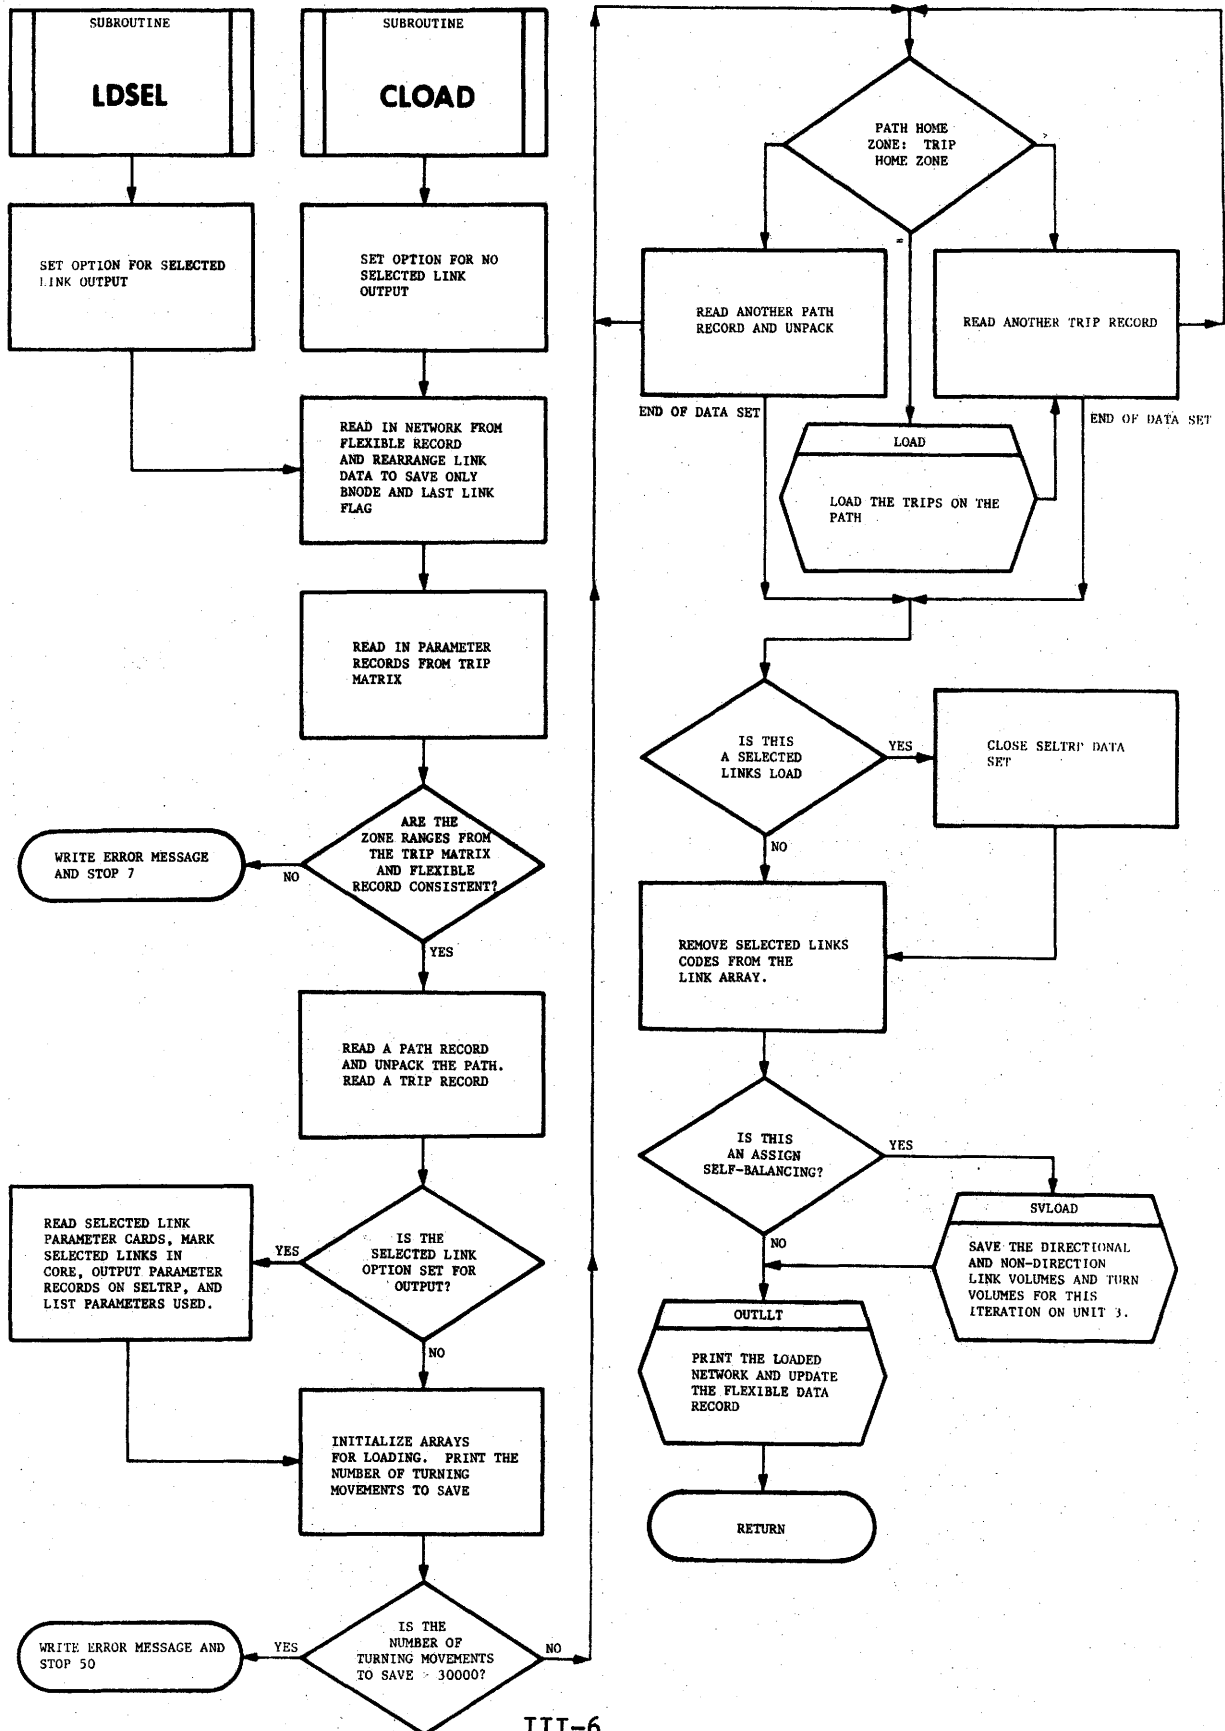 SUBROUTINE
LDSEL
SUBROUTINE
CLOAD
SET OPTION FOR SELECTED
LINK OUTPUT
SET OPTION FOR NO
SELECTED LINK
OUTPUT
READ IN NETWORK FROM
FLEXIBLE RECORD
AND REARRANGE LINK
DATA TO SAVE ONLY
BNODE AND LAST LINK
FLAG
READ IN PARAMETER
RECORDS FROM TRIP
MATRIX
ARE THE
ZONE RANGES FROM
THE TRIP MATRIX
AND FLEXIBLE
RECORD CONSISTENT?
NO
WRITE ERROR MESSAGE
AND STOP 7
YES
READ A PATH RECORD
AND UNPACK THE PATH.
READ A TRIP RECORD
IS THE
SELECTED LINK
OPTION SET FOR
OUTPUT?
YES
READ SELECTED LINK
PARAMETER CARDS, MARK
SELECTED LINKS IN
CORE, OUTPUT PARAMETER
RECORDS ON SELTRP, AND
LIST PARAMETERS USED.
NO
INITIALIZE ARRAYS
FOR LOADING. PRINT THE
NUMBER OF TURNING
MOVEMENTS TO SAVE
IS THE
NUMBER OF
TURNING MOVEMENTS
TO SAVE > 30000?
YES
WRITE ERROR MESSAGE AND
STOP 50
NO
PATH HOME
ZONE: TRIP
HOME ZONE
=
READ ANOTHER PATH
RECORD AND UNPACK
READ ANOTHER TRIP RECORD
END OF DATA SET
END OF DATA SET
LOAD
LOAD THE TRIPS ON THE
PATH
IS THIS
A SELECTED
LINKS LOAD
YES
CLOSE SELTRP DATA
SET
NO
REMOVE SELECTED LINKS
CODES FROM THE
LINK ARRAY.
IS THIS
AN ASSIGN
SELF-BALANCING?
YES
SVLOAD
SAVE THE DIRECTIONAL
AND NON-DIRECTION
LINK VOLUMES AND TURN
VOLUMES FOR THIS
ITERATION ON UNIT 3.
NO
OUTLLT
PRINT THE LOADED
NETWORK AND UPDATE
THE FLEXIBLE DATA
RECORD
RETURN
III-6